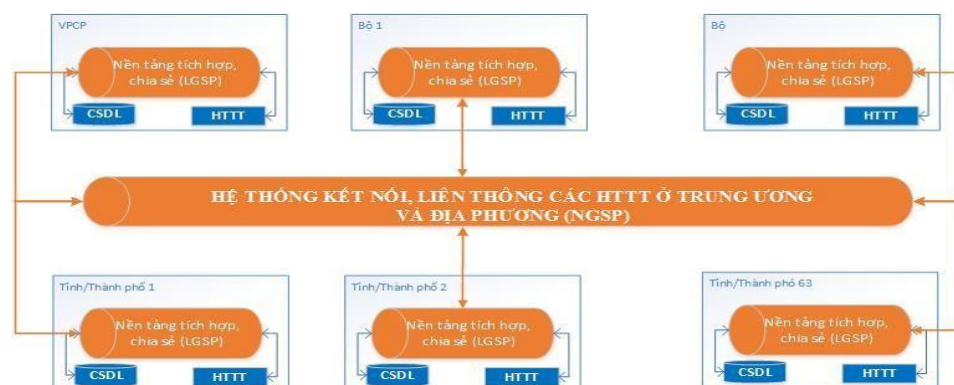 VPCP
Nền tảng tích hợp,
chia sẻ (LGSP)
CSDL
HTTT
Bộ 1
Nền tảng tích hợp,
chia sẻ (LGSP)
CSDL
HTTT
Bộ
Nền tảng tích hợp,
chia sẻ (LGSP)
CSDL
HTTT
HỆ THỐNG KẾT NỐI, LIÊN THÔNG CÁC HTTT Ở TRUNG ƯƠNG
VÀ ĐỊA PHƯƠNG (NGSP)
Tỉnh/Thành phố 1
Nền tảng tích hợp,
chia sẻ (LGSP)
CSDL
HTTT
Tỉnh/Thành phố 2
Nền tảng tích hợp,
chia sẻ (LGSP)
CSDL
HTTT
Tỉnh/Thành phố 63
Nền tảng tích hợp,
chia sẻ (LGSP)
CSDL
HTTT